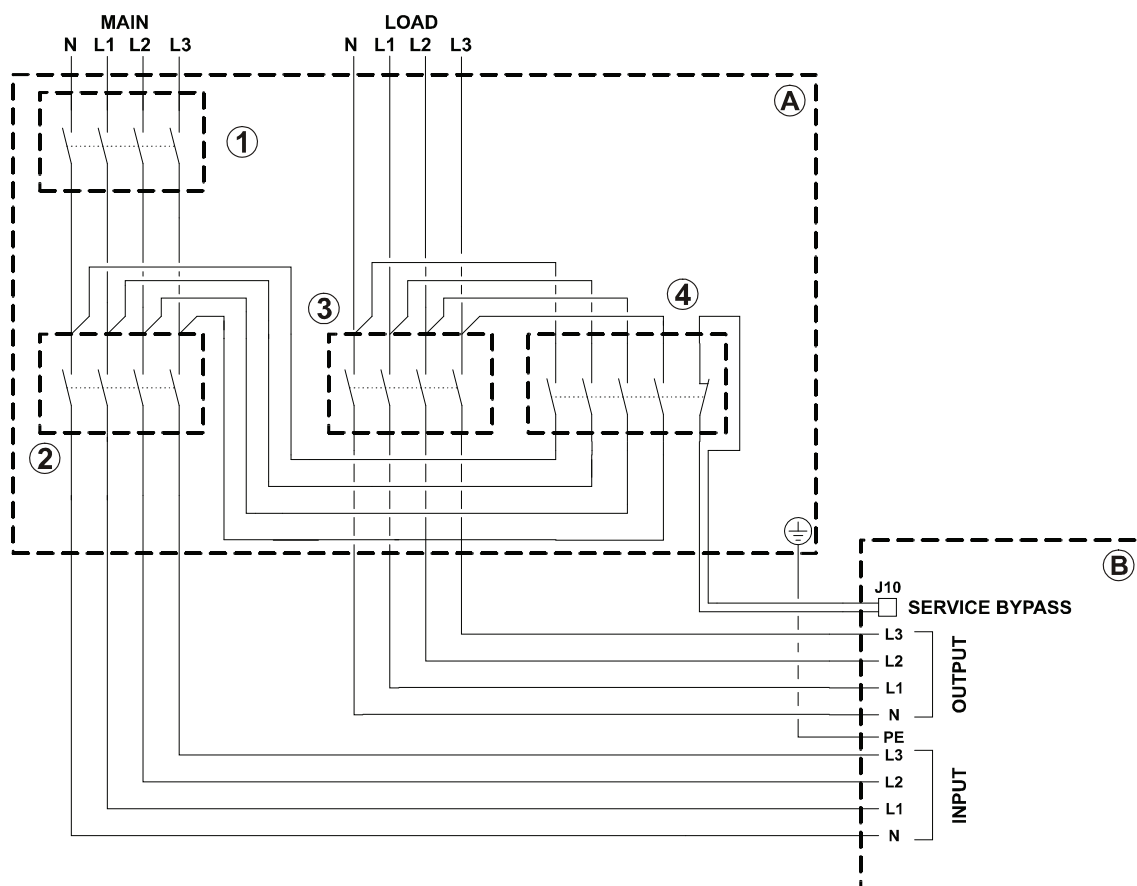 MAIN
LOAD
N L1 L2 L3
N L1 L2 L3
A
1
3
4
2
B
J10
SERVICE BYPASS
L3
L2
L1
N
OUTPUT
PE
L3
L2
L1
N
INPUT